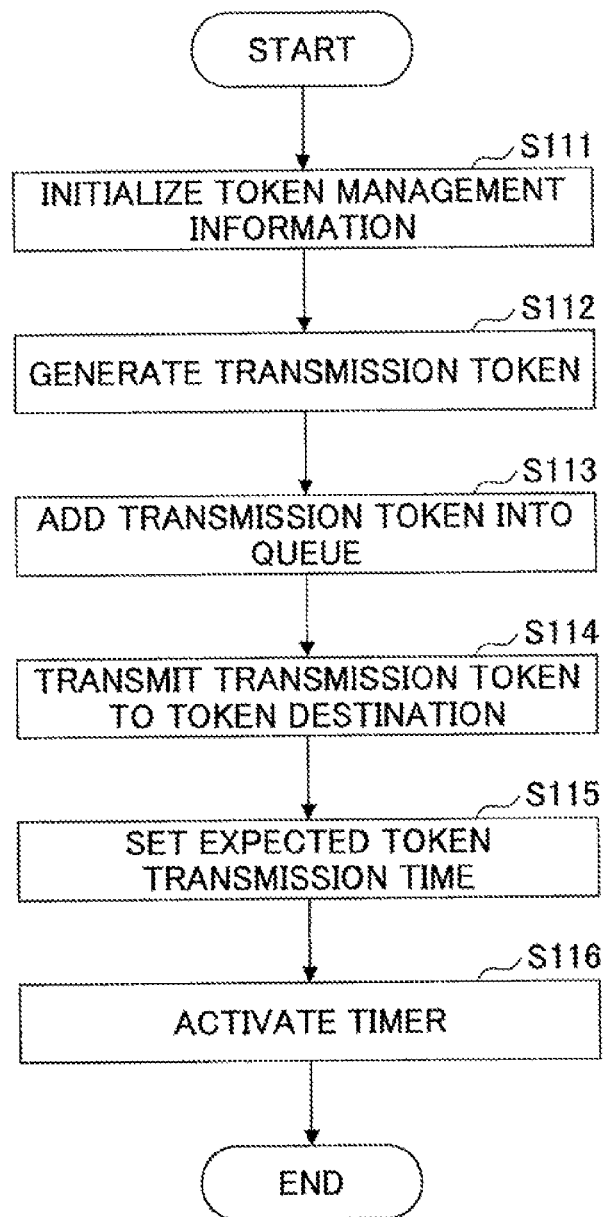 START
S111
INITIALIZE TOKEN MANAGEMENT
INFORMATION
S112
GENERATE TRANSMISSION TOKEN
S113
ADD TRANSMISSION TOKEN INTO
QUEUE
S114
TRANSMIT TRANSMISSION TOKEN
TO TOKEN DESTINATION
S115
SET EXPECTED TOKEN
TRANSMISSION TIME
S116
ACTIVATE TIMER
END